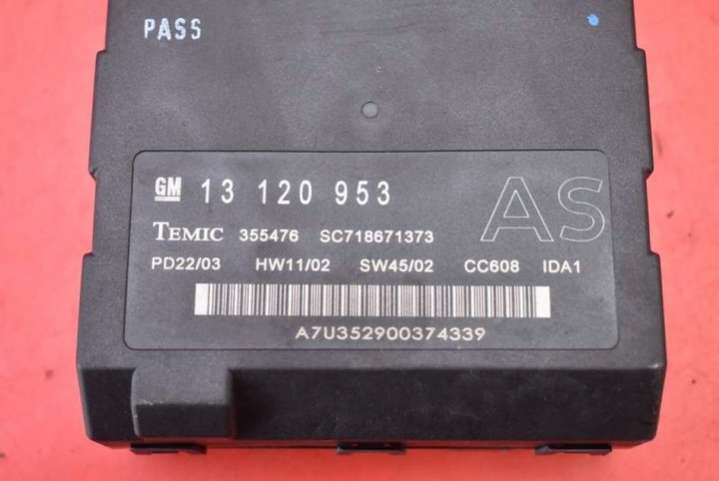 PASS
GM 13 120 953
AS
TEMIC 355476 SC718671373
PD22/03 HW11/02 SW45/02 CC608 IDA1
A7U352900374339